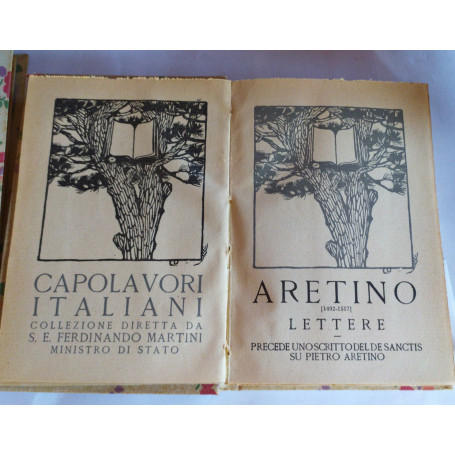 CAPOLAVORI
ITALIANI
COLLEZIONE DIRETTA DA
S. E. FERDINANDO MARTINI
MINISTRO DI STATO
ARETINO
[1492-1557]
LETTERE
PRECEDE UNO SCRITTO DEL DE SANCTIS
SU PIETRO ARETINO